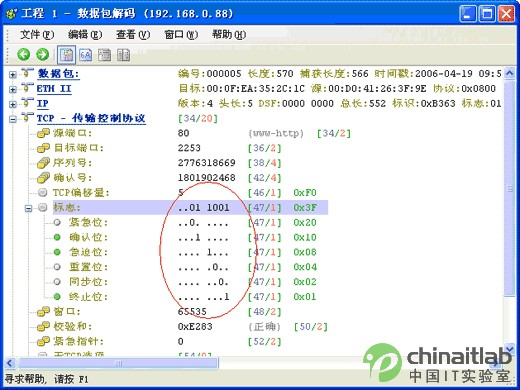 工程 1 - 数据包解码 (192.168.0.88)
文件(F) 编辑(E) 查看(V) 窗口(W) 帮助(H)
数据包: 编号:000005 长度:570 捕获长度:566 时间戳:2006-04-19 09:5
ETH II 目标:00:0F:EA:35:2C:1C 源:00:D0:41:26:3F:9E 协议:0x0800
IP 版本:4 头长:5 DSF:0000 0000 总长:552 标识:0xB363 标志:01
TCP - 传输控制协议 [34/20]
源端口: 80 (www-http) [34/2]
目标端口: 2253 [36/2]
序列号: 2776318669 [38/4]
确认号: 1801902468 [42/4]
TCP偏移量: 5 [46/1] 0xF0
标志: ..01 1001 [47/1] 0x3F
紧急位: ..0. .... [47/1] 0x20
确认位: ...1 .... [47/1] 0x10
急迫位: .... 1... [47/1] 0x08
重置位: .... .0.. [47/1] 0x04
同步位: .... ..0. [47/1] 0x02
终止位: .... ...1 [47/1] 0x01
窗口: 65535 [48/2]
校验和: 0xE283 (正确) [50/2]
紧急指针: 0 [52/2]
无TCP选项 [54/0]
寻求帮助, 请按 F1
chinaitlab
中国IT实验室